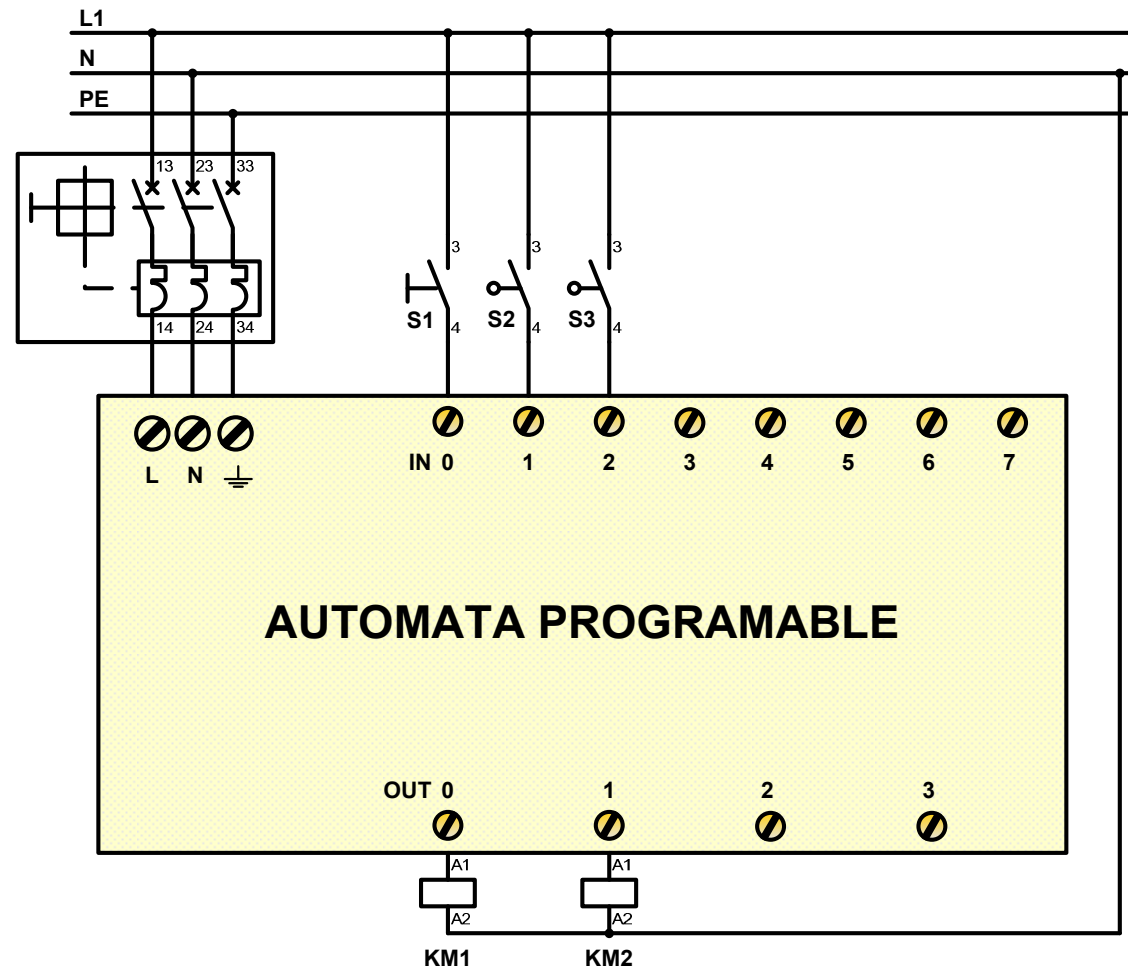 L1
N
PE
13 23 33
3 3 3
S1 S2 S3
14 24 34 4 4 4
L N IN 0 1 2 3 4 5 6 7
AUTOMATA PROGRAMABLE
OUT 0 1 2 3
A1 A1
A2 A2
KM1 KM2